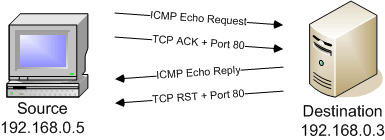 ICMP Echo Request
TCP ACK + Port 80
ICMP Echo Reply
TCP RST + Port 80
Source
192.168.0.5
Destination
192.168.0.3